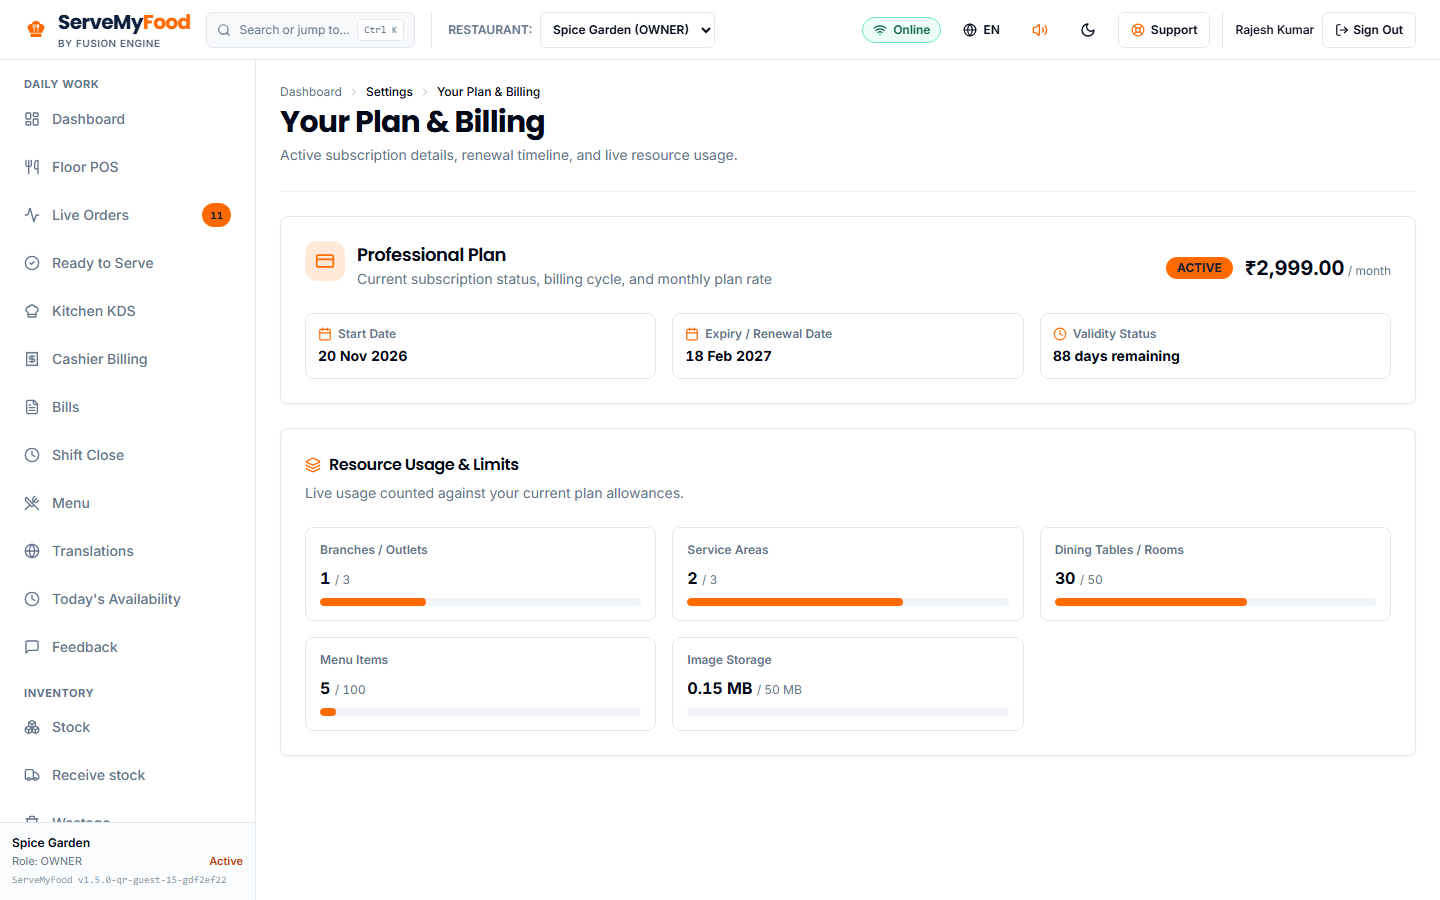 ServeMyFood
BY FUSION ENGINE
Search or jump to... Ctrl K
RESTAURANT: Spice Garden (OWNER)
Online
EN
Support
Rajesh Kumar
Sign Out
DAILY WORK
Dashboard
Floor POS
Live Orders 11
Ready to Serve
Kitchen KDS
Cashier Billing
Bills
Shift Close
Menu
Translations
Today's Availability
Feedback
INVENTORY
Stock
Receive stock
Wastage
Spice Garden
Role: OWNER Active
ServeMyFood v1.5.0-qr-guest-15-gdf2ef22
Dashboard > Settings > Your Plan & Billing
Your Plan & Billing
Active subscription details, renewal timeline, and live resource usage.
Professional Plan
Current subscription status, billing cycle, and monthly plan rate
ACTIVE ₹2,999.00 / month
Start Date
20 Nov 2026
Expiry / Renewal Date
18 Feb 2027
Validity Status
88 days remaining
Resource Usage & Limits
Live usage counted against your current plan allowances.
Branches / Outlets
1 / 3
Service Areas
2 / 3
Dining Tables / Rooms
30 / 50
Menu Items
5 / 100
Image Storage
0.15 MB / 50 MB